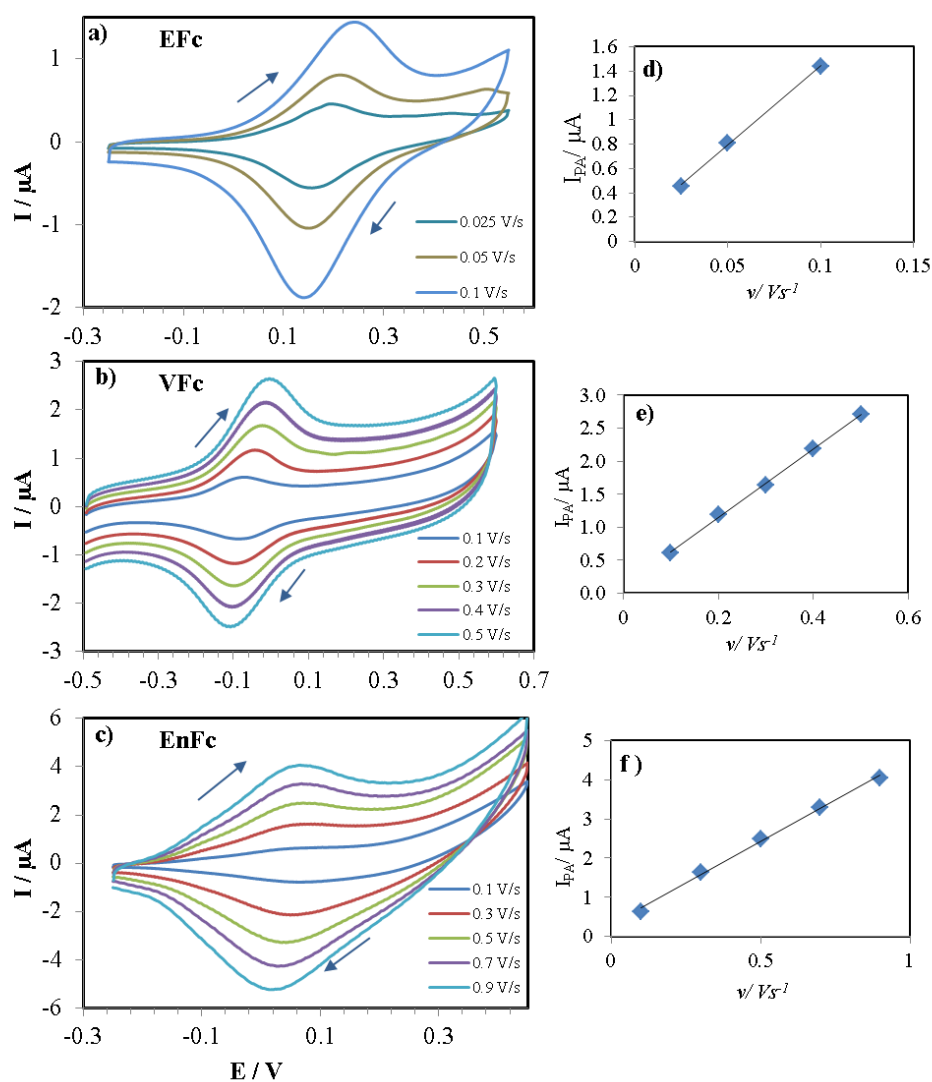 a) EFc
1
0
-1
-2
I / µA
0.025 V/s
0.05 V/s
0.1 V/s
-0.3 -0.1 0.1 0.3 0.5
d)
1.6
1.4
1.2
1
0.8
0.6
0.4
0.2
0
I PA/ µA
0 0.05 0.1 0.15
v/ Vs-1
b) VFc
3
2
1
0
-1
-2
-3
I / µA
0.1 V/s
0.2 V/s
0.3 V/s
0.4 V/s
0.5 V/s
-0.5 -0.3 -0.1 0.1 0.3 0.5 0.7
e)
3.0
2.5
2.0
1.5
1.0
0.5
0.0
I PA/ µA
0 0.2 0.4 0.6
v/ Vs-1
c) EnFc
6
4
2
0
-2
-4
-6
I / µA
0.1 V/s
0.3 V/s
0.5 V/s
0.7 V/s
0.9 V/s
-0.3 -0.1 0.1 0.3
E / V
f )
5
4
3
2
1
0
I PA/ µA
0 0.5 1
v/ Vs-1